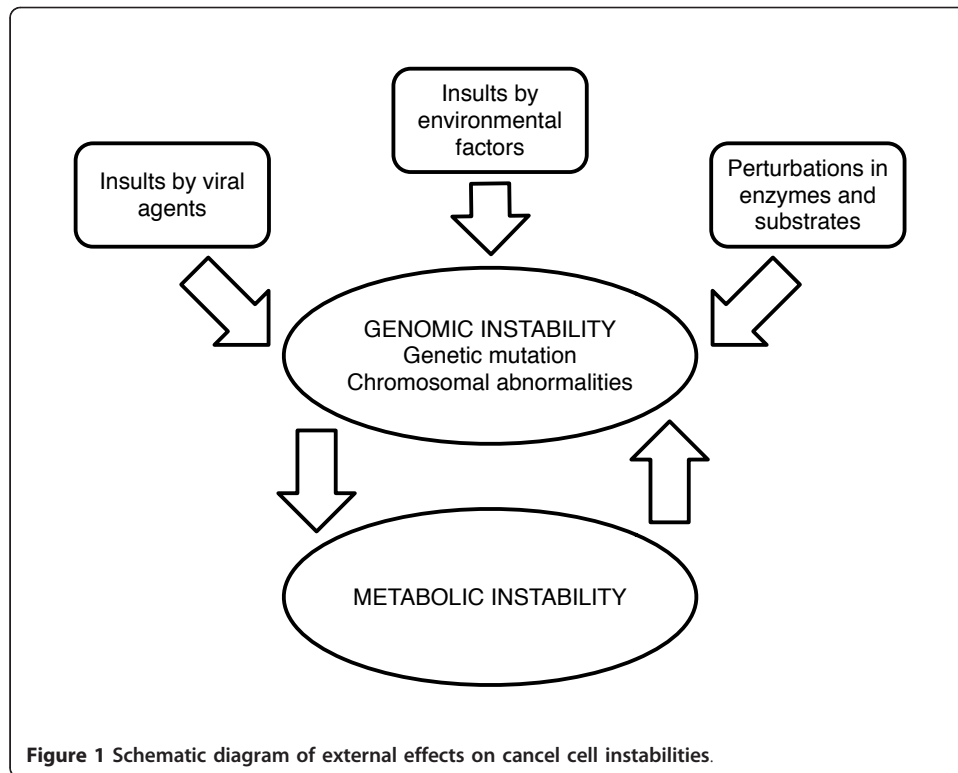 Insults by
environmental
factors
Insults by viral
agents
Perturbations in
enzymes and
substrates
GENOMIC INSTABILITY
Genetic mutation
Chromosomal abnormalities
METABOLIC INSTABILITY
Figure 1 Schematic diagram of external effects on cancel cell instabilities.